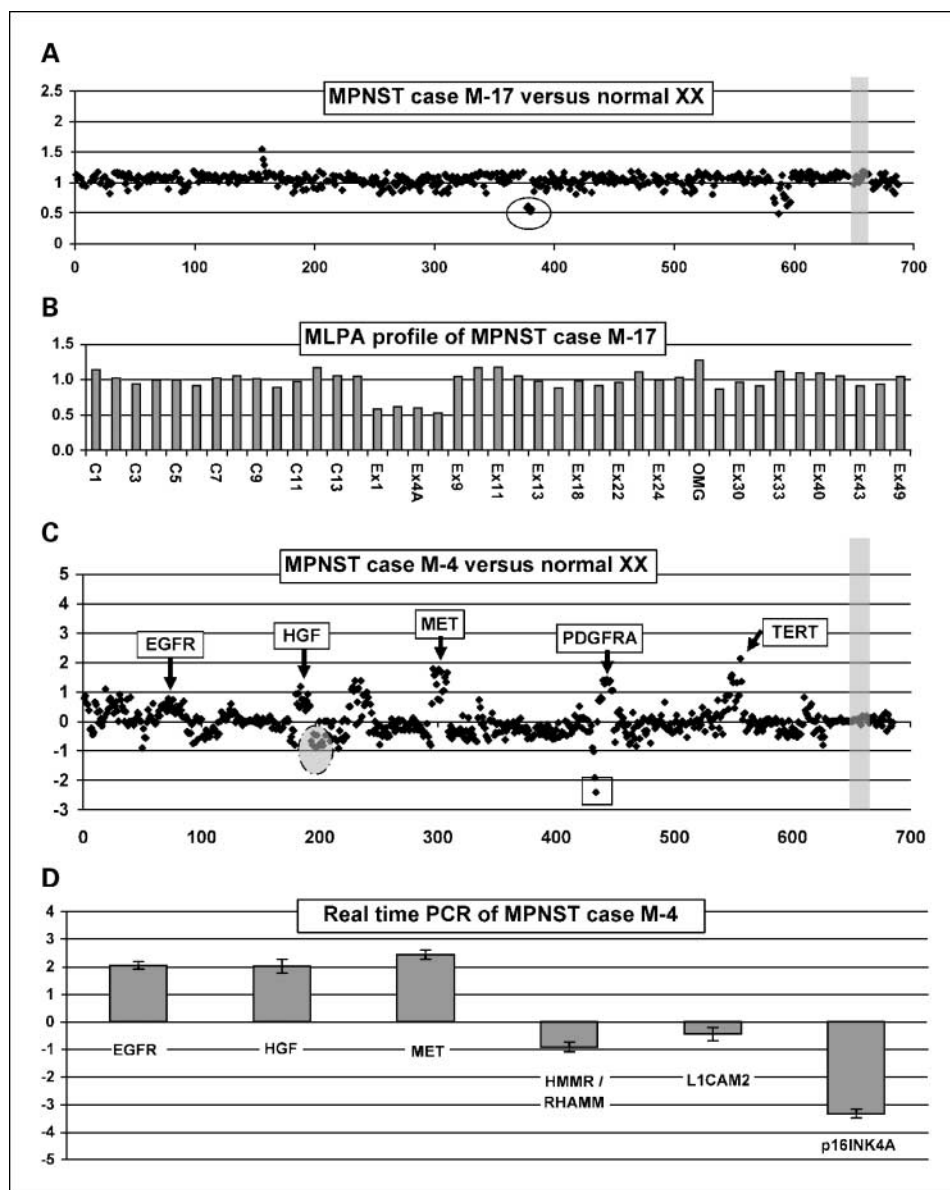 A
MPNST case M-17 versus normal XX
2.5
2
1.5
1
0.5
0
0 100 200 300 400 500 600 700
B
MLPA profile of MPNST case M-17
1.5
1.0
0.5
0.0
C1 C3 C5 C7 C9 C11 C13 Ex1 Ex4A Ex9 Ex11 Ex13 Ex18 Ex22 Ex24 OMG Ex30 Ex33 Ex40 Ex43 Ex49
C
MPNST case M-4 versus normal XX
5
4
3
2
1
0
-1
-2
-3
EGFR HGF MET PDGFRA TERT
0 100 200 300 400 500 600 700
D
Real time PCR of MPNST case M-4
4
3
2
1
0
-1
-2
-3
-4
-5
EGFR HGF MET HMMR / L1CAM2
RHAMM
p16INK4A